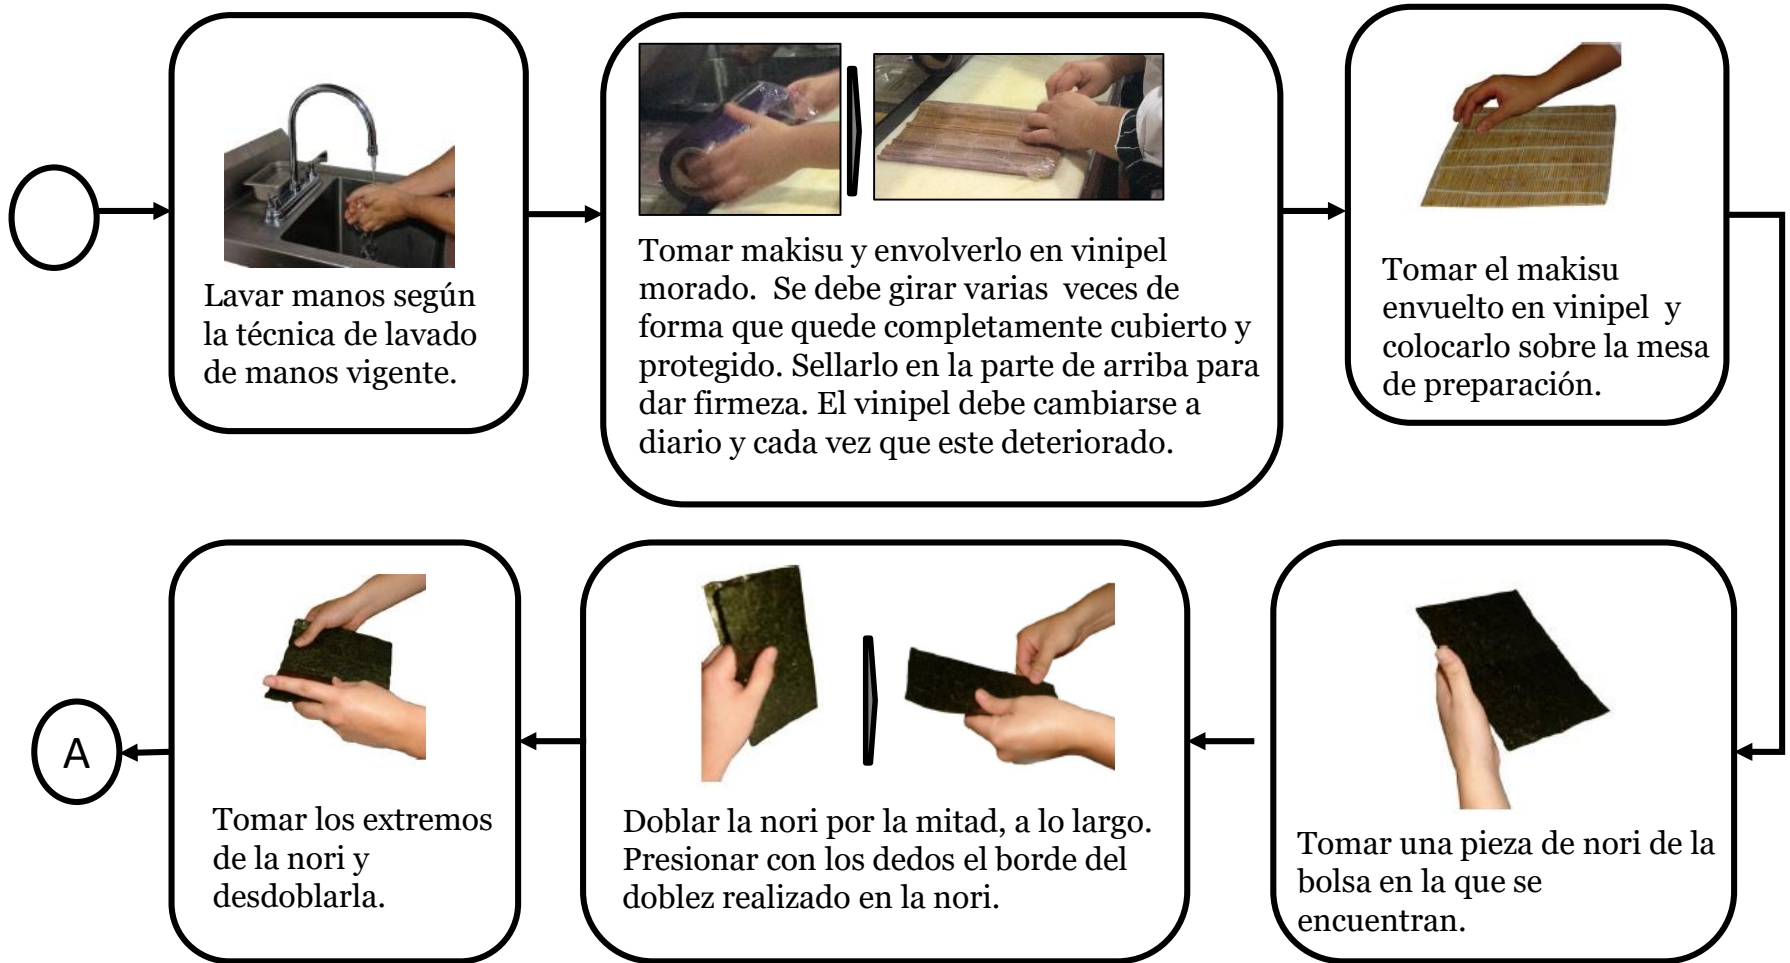 Lavar manos según
la técnica de lavado
de manos vigente.
Tomar makisu y envolverlo en vinipel
morado.  Se debe girar varias  veces de
forma que quede completamente cubierto y
protegido. Sellarlo en la parte de arriba para
dar firmeza. El vinipel debe cambiarse a
diario y cada vez que este deteriorado.
Tomar el makisu
envuelto en vinipel  y
colocarlo sobre la mesa
de preparación.
Tomar una pieza de nori de la
bolsa en la que se
encuentran.
Doblar la nori por la mitad, a lo largo.
Presionar con los dedos el borde del
doblez realizado en la nori.
Tomar los extremos
de la nori y
desdoblarla.
A